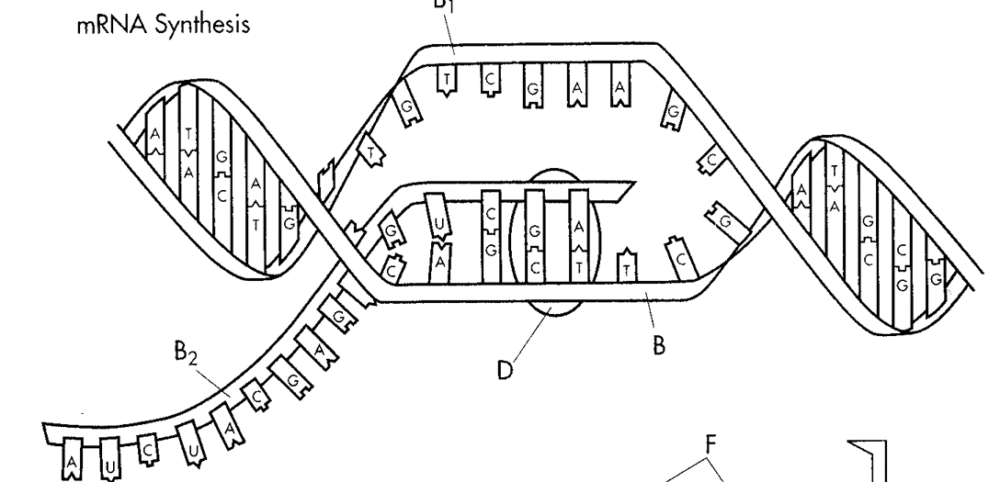 mRNA Synthesis
B1
T C G A A
G G
T C
A T G A G
A C T
G U C G A G
C A G C T T C
A T G C G
A C G
G
A
G
C
B2
A
U
A U C
D
B
F